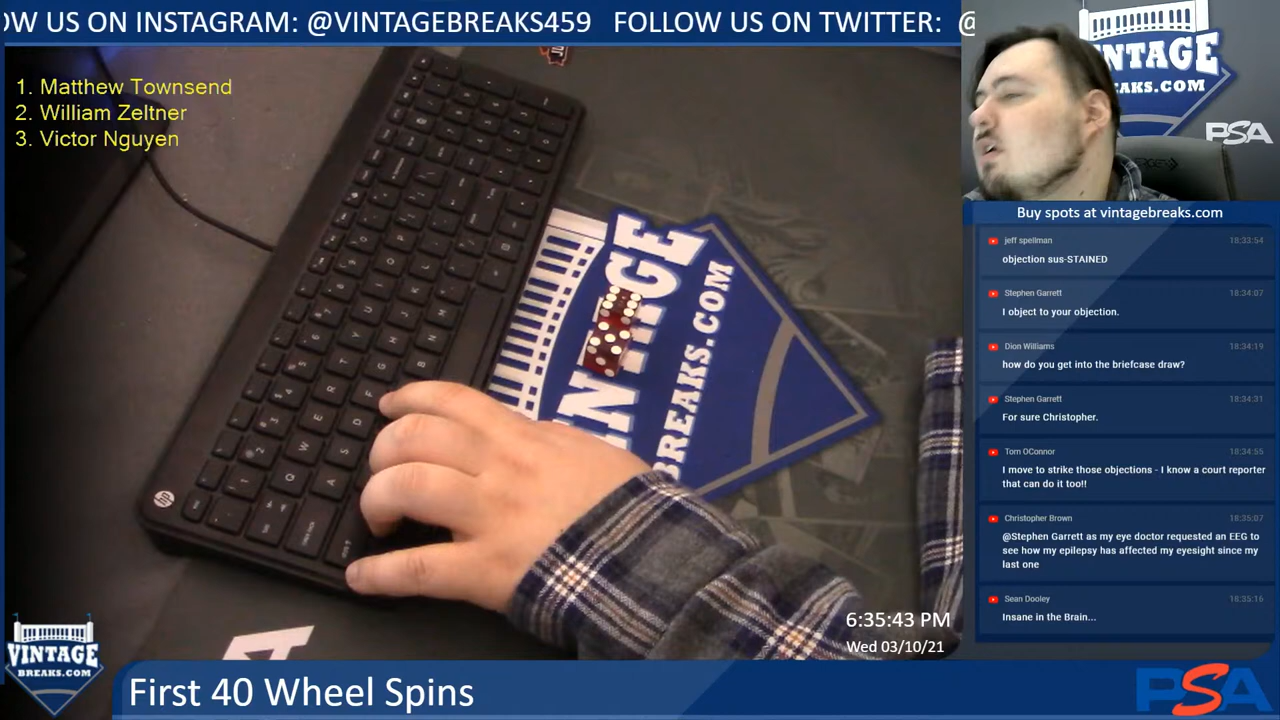 OW US ON INSTAGRAM: @VINTAGEBREAKS459 FOLLOW US ON TWITTER: @
1. Matthew Townsend
2. William Zeltner
3. Victor Nguyen
VINTAGE
BREAKS.COM
PSA
Buy spots at vintagebreaks.com
jeff spellman 18:33:54
objection sus-STAINED
Stephen Garrett 18:34:07
I object to your objection.
Dion Williams 18:34:19
how do you get into the briefcase draw?
Stephen Garrett 18:34:31
For sure Christopher.
Tom OConnor 18:34:55
I move to strike those objections - I know a court reporter
that can do it too!!
Christopher Brown 18:35:07
@Stephen Garrett as my eye doctor requested an EEG to
see how my epilepsy has affected my eyesight since my
last one
Sean Dooley 18:35:16
Insane in the Brain...
BREAKS.COM
hp
6:35:43 PM
Wed 03/10/21
VINTAGE
BREAKS.COM
First 40 Wheel Spins
PSA